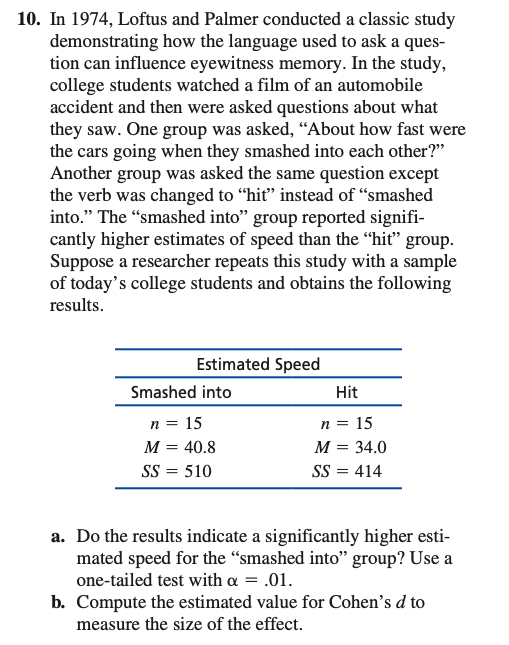 10. In 1974, Loftus and Palmer conducted a classic study
demonstrating how the language used to ask a ques-
tion can influence eyewitness memory. In the study,
college students watched a film of an automobile
accident and then were asked questions about what
they saw. One group was asked, “About how fast were
the cars going when they smashed into each other?”
Another group was asked the same question except
the verb was changed to “hit” instead of “smashed
into.” The “smashed into” group reported signifi-
cantly higher estimates of speed than the “hit” group.
Suppose a researcher repeats this study with a sample
of today’s college students and obtains the following
results.
Estimated Speed
Smashed into Hit
n = 15 n = 15
M = 40.8 M = 34.0
SS = 510 SS = 414
a. Do the results indicate a significantly higher esti-
mated speed for the “smashed into” group? Use a
one-tailed test with α = .01.
b. Compute the estimated value for Cohen’s d to
measure the size of the effect.